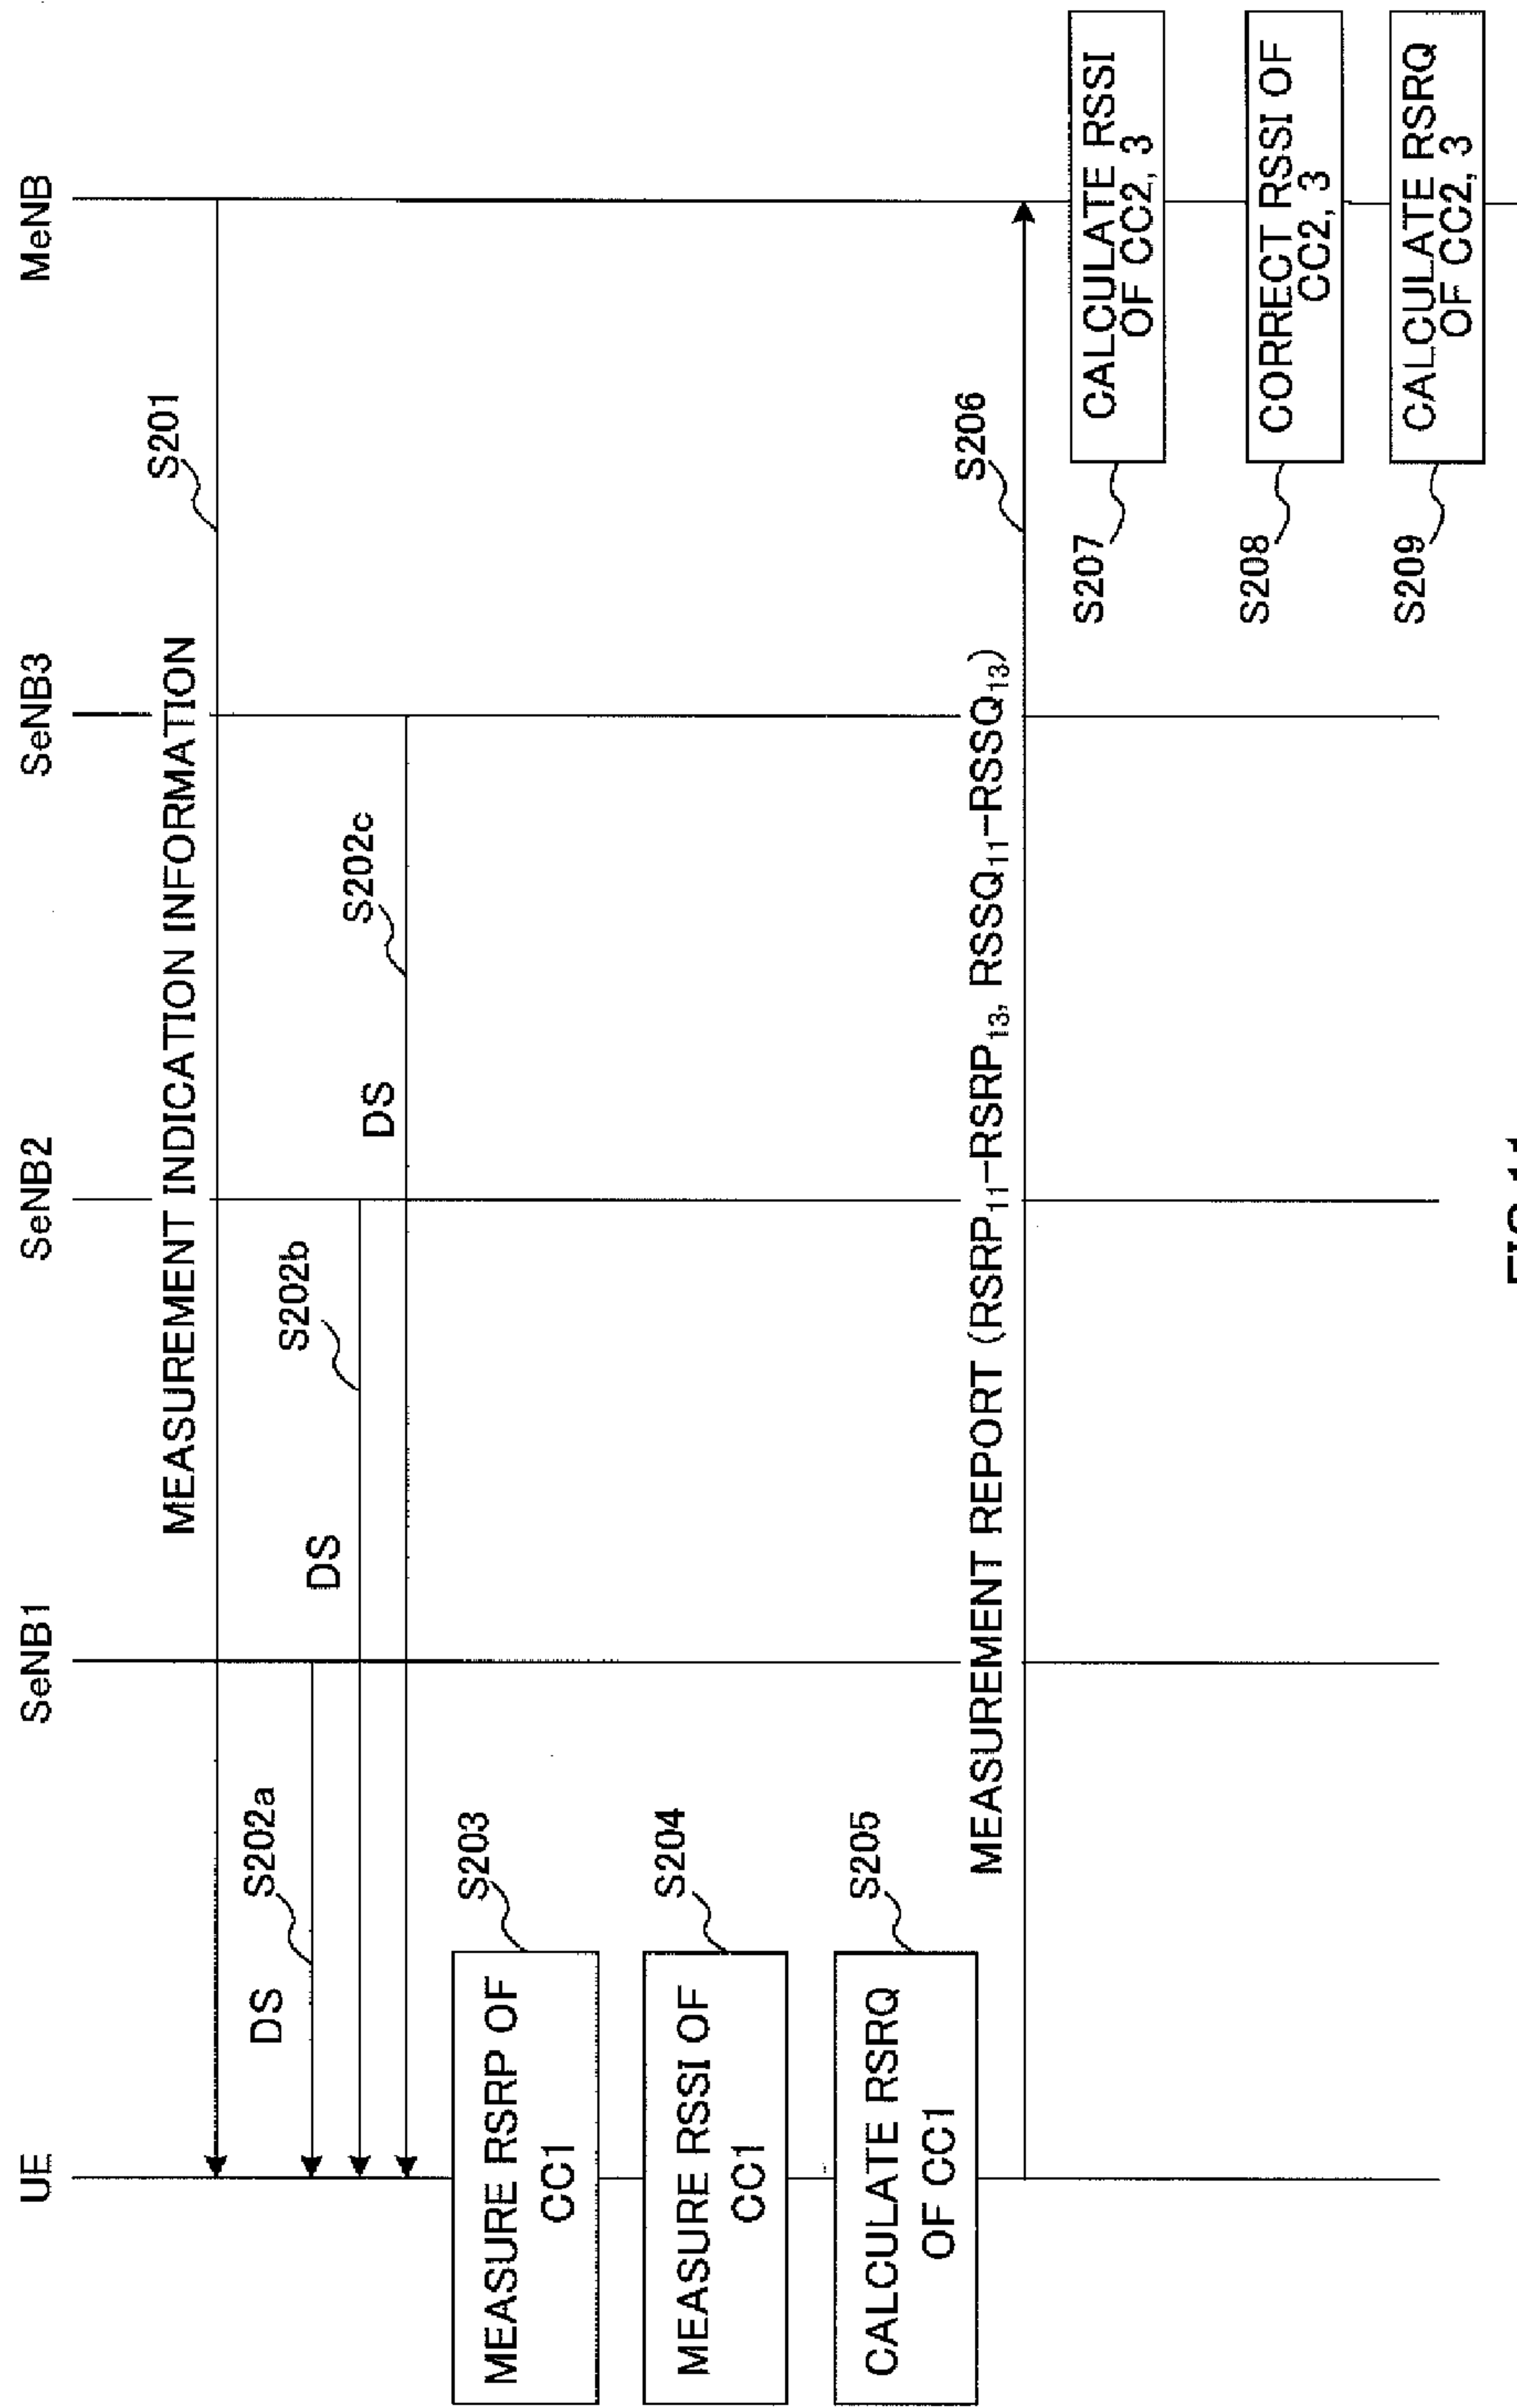 UE
SeNB1
SeNB2
SeNB3
MeNB
MEASUREMENT INDICATION INFORMATION
S201
DS
S202a
DS
S202b
DS
S202c
MEASURE RSRP OF
CC1
S203
MEASURE RSSI OF
CC1
S204
CALCULATE RSRQ
OF CC1
S205
MEASUREMENT REPORT (RSRP₁₁-RSRP₁₃, RSSQ₁₁-RSSQ₁₃)
S206
S207
CALCULATE RSSI
OF CC2, 3
S208
CORRECT RSSI OF
CC2, 3
S209
CALCULATE RSRQ
OF CC2, 3